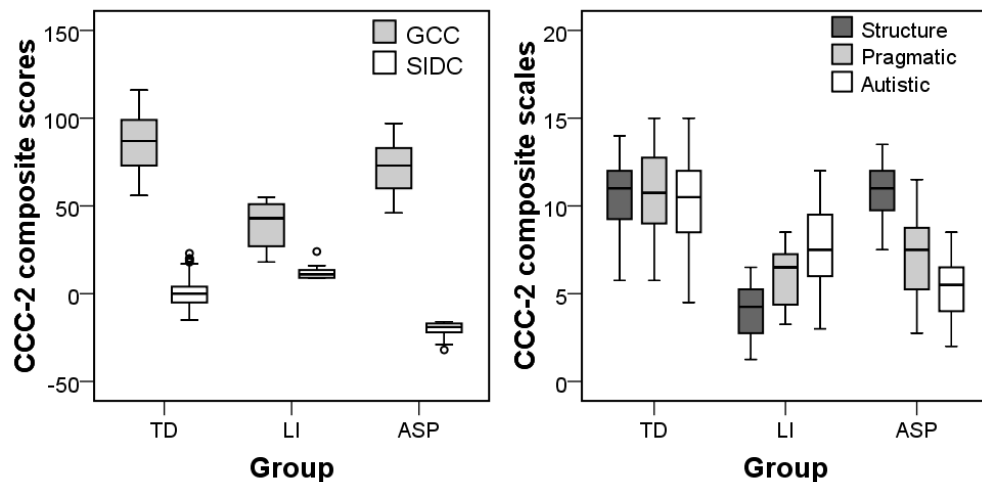 CCC-2 composite scores
150
100
50
0
-50
GCC
SIDC
TD
LI
ASP
Group
CCC-2 composite scales
20
15
10
5
0
Structure
Pragmatic
Autistic
TD
LI
ASP
Group